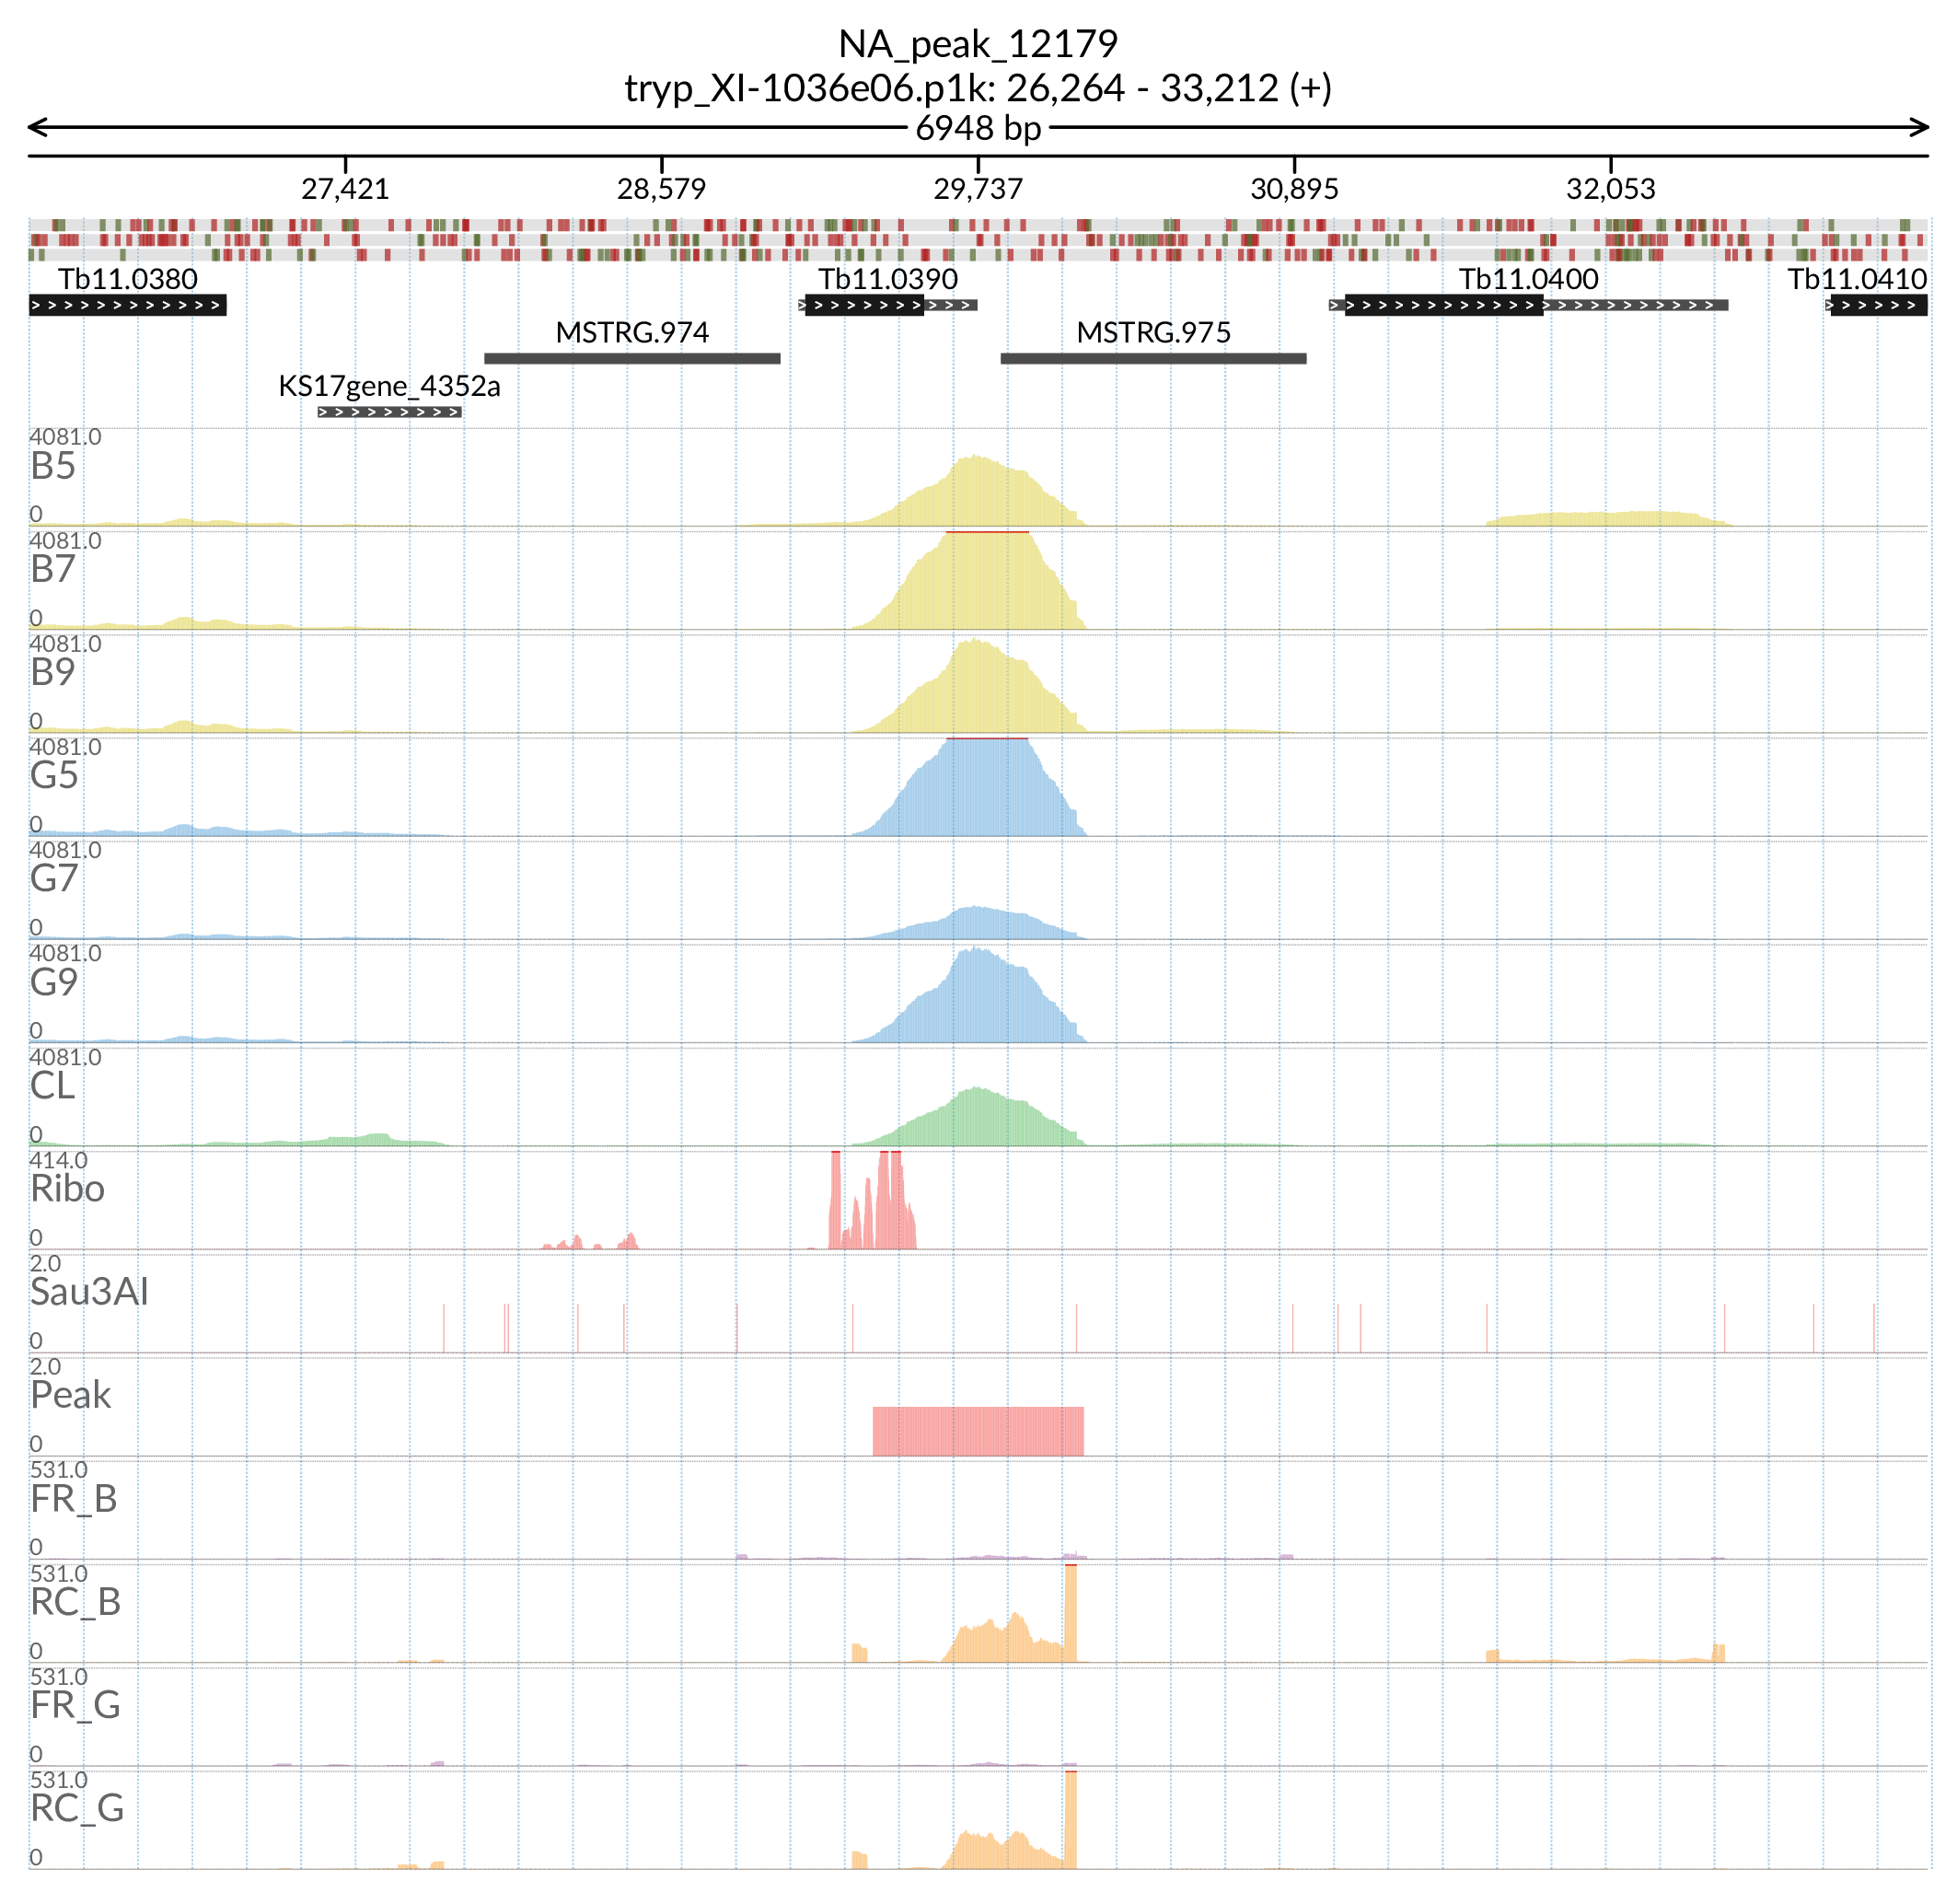 NA_peak_12179
tryp_XI-1036e06.p1k: 26,264 - 33,212 (+)
6948 bp
27,421 28,579 29,737 30,895 32,053
Tb11.0380 Tb11.0390 Tb11.0400 Tb11.0410
MSTRG.974 MSTRG.975
KS17gene_4352a
4081.0
B5
0
4081.0
B7
0
4081.0
B9
0
4081.0
G5
0
4081.0
G7
0
4081.0
G9
0
4081.0
CL
0
414.0
Ribo
0
2.0
Sau3AI
0
2.0
Peak
0
531.0
FR_B
0
531.0
RC_B
0
531.0
FR_G
0
531.0
RC_G
0